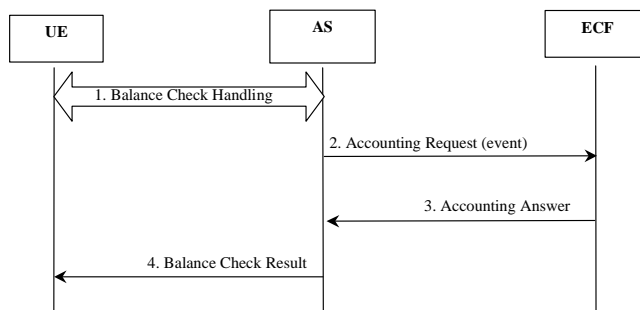 UE
AS
ECF
1. Balance Check Handling
2. Accounting Request (event)
3. Accounting Answer
4. Balance Check Result